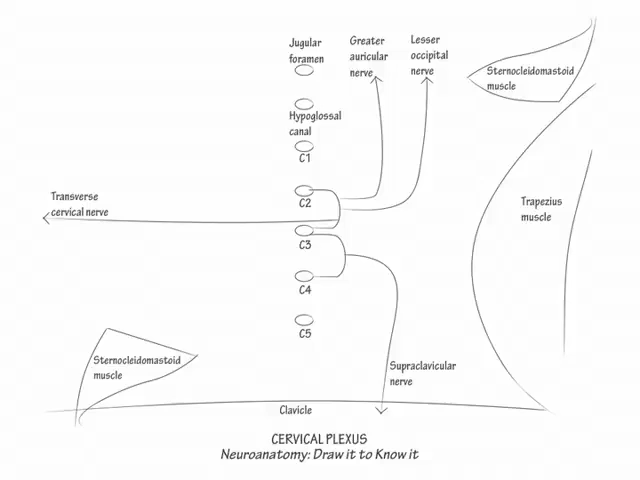 Jugular
foramen
Greater
auricular
nerve
Lesser
occipital
nerve
Sternocleidomastoid
muscle
Hypoglossal
canal
C1
C2
Transverse
cervical nerve
Trapezius
muscle
C3
C4
C5
Sternocleidomastoid
muscle
Supraclavicular
nerve
Clavicle
CERVICAL PLEXUS
Neuroanatomy: Draw it to Know it